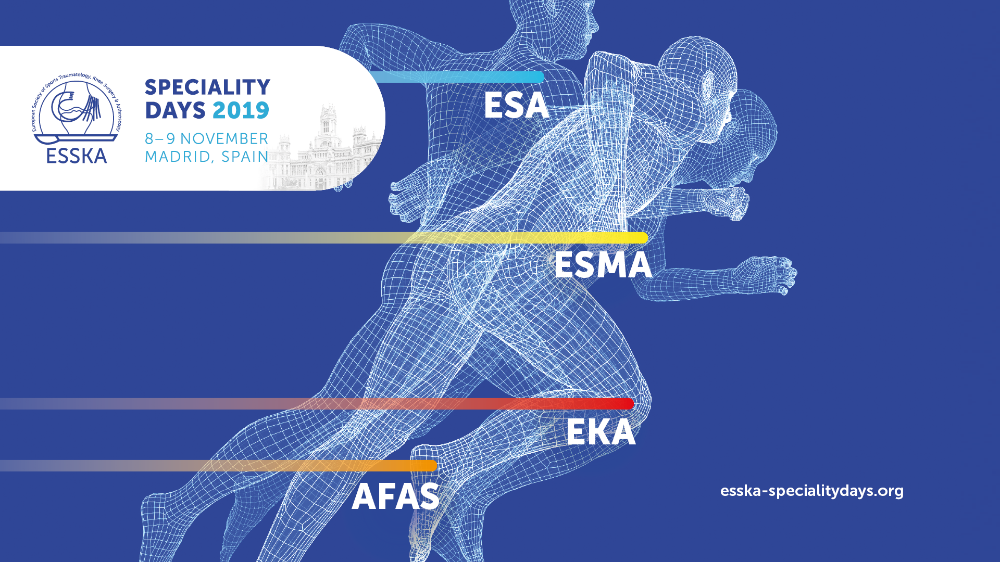 European Society of Sports Traumatology, Knee Surgery & Arthroscopy
ESSKA
SPECIALITY
DAYS 2019
8–9 NOVEMBER
MADRID, SPAIN
ESA
ESMA
EKA
AFAS
esska-specialitydays.org